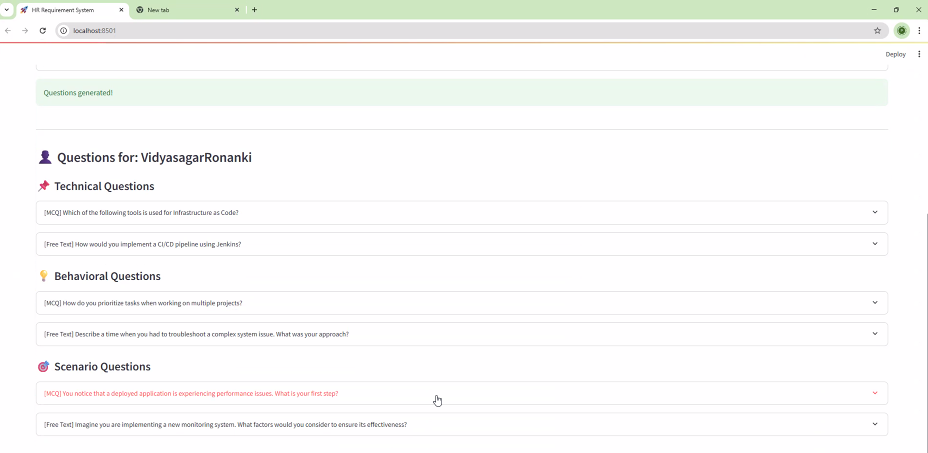 HR Requirement System
New tab
localhost:8501
Deploy
Questions generated!
Questions for: VidyasagarRonanki
Technical Questions
[MCQ] Which of the following tools is used for Infrastructure as Code?
[Free Text] How would you implement a CI/CD pipeline using Jenkins?
Behavioral Questions
[MCQ] How do you prioritize tasks when working on multiple projects?
[Free Text] Describe a time when you had to troubleshoot a complex system issue. What was your approach?
Scenario Questions
[MCQ] You notice that a deployed application is experiencing performance issues. What is your first step?
[Free Text] Imagine you are implementing a new monitoring system. What factors would you consider to ensure its effectiveness?